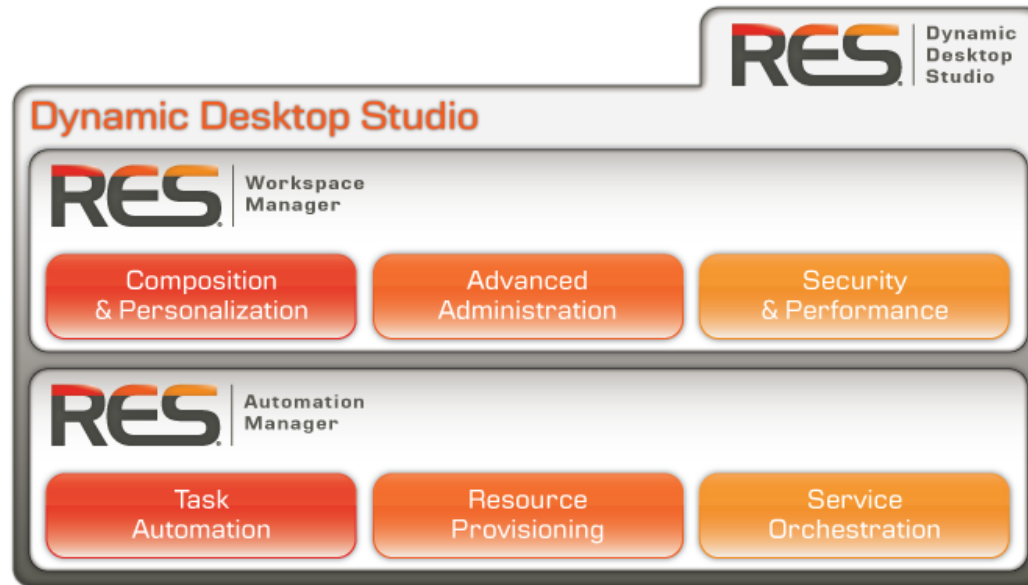 RES
Dynamic
Desktop
Studio
Dynamic Desktop Studio
RES
Workspace
Manager
Composition
& Personalization
Advanced
Administration
Security
& Performance
RES
Automation
Manager
Task
Automation
Resource
Provisioning
Service
Orchestration